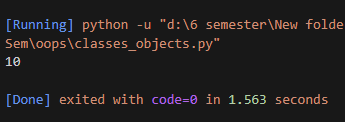 [Running] python -u "d:\6 semester\New folde
Sem\oops\classes_objects.py"
10
[Done] exited with code=0 in 1.563 seconds